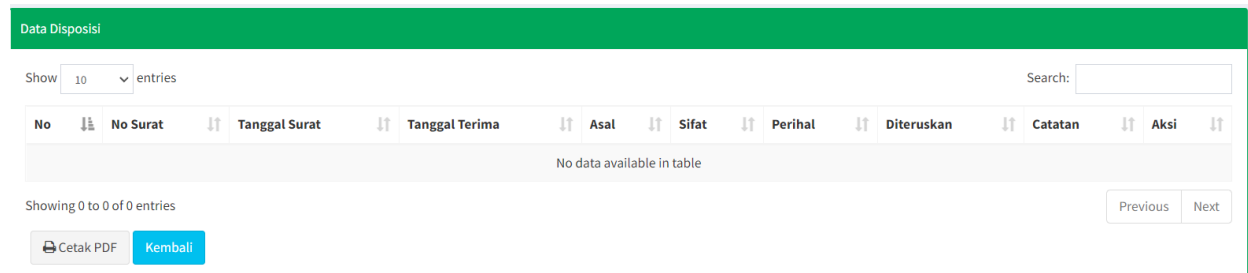 Data Disposisi
Show 10 entries Search:
No No Surat Tanggal Surat Tanggal Terima Asal Sifat Perihal Diteruskan Catatan Aksi
No data available in table
Showing 0 to 0 of 0 entries Previous Next
Cetak PDF Kembali